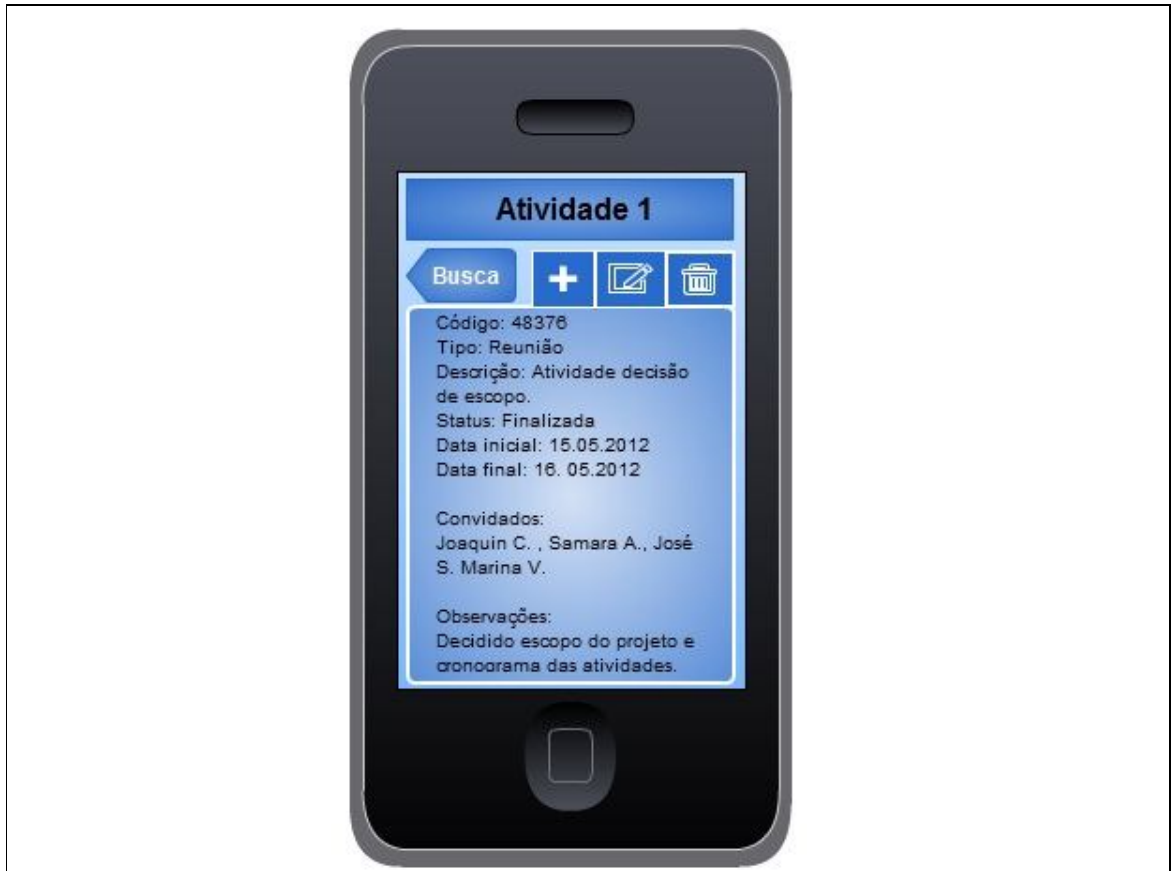 Atividade 1
Busca
Código: 48376
Tipo: Reunião
Descrição: Atividade decisão
de escopo.
Status: Finalizada
Data inicial: 15.05.2012
Data final: 16. 05.2012
Convidados:
Joaquin C. , Samara A., José
S. Marina V.
Observações:
Decidido escopo do projeto e
cronograma das atividades.